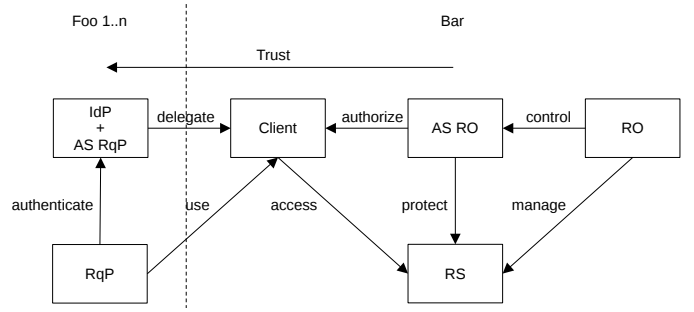 Foo 1..n
Bar
Trust
IdP
+
AS RqP
delegate
Client
authorize
AS RO
control
RO
authenticate
use
access
protect
manage
RqP
RS